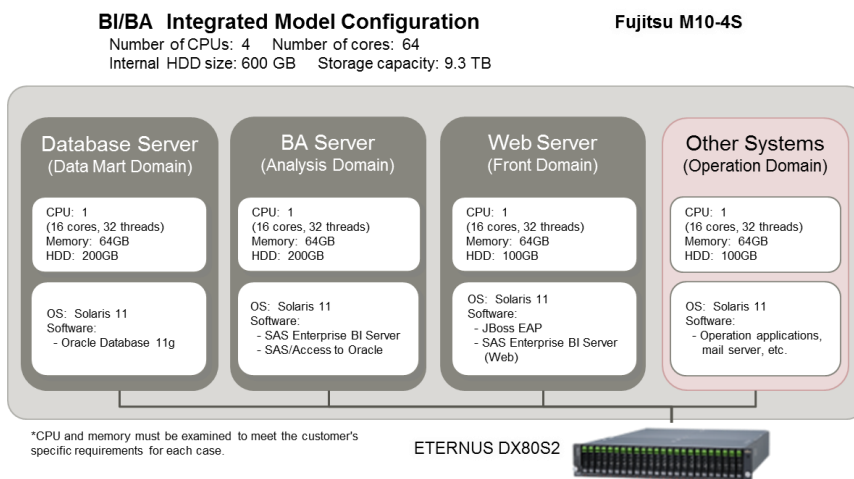 BI/BA Integrated Model Configuration
Fujitsu M10-4S
Number of CPUs: 4 Number of cores: 64
Internal HDD size: 600 GB Storage capacity: 9.3 TB
Database Server
(Data Mart Domain)
CPU: 1
(16 cores, 32 threads)
Memory: 64GB
HDD: 200GB
OS: Solaris 11
Software:
- Oracle Database 11g
BA Server
(Analysis Domain)
CPU: 1
(16 cores, 32 threads)
Memory: 64GB
HDD: 200GB
OS: Solaris 11
Software:
- SAS Enterprise BI Server
- SAS/Access to Oracle
Web Server
(Front Domain)
CPU: 1
(16 cores, 32 threads)
Memory: 64GB
HDD: 100GB
OS: Solaris 11
Software:
- JBoss EAP
- SAS Enterprise BI Server
(Web)
Other Systems
(Operation Domain)
CPU: 1
(16 cores, 32 threads)
Memory: 64GB
HDD: 100GB
OS: Solaris 11
Software:
- Operation applications,
mail server, etc.
*CPU and memory must be examined to meet the customer's
specific requirements for each case.
ETERNUS DX80S2